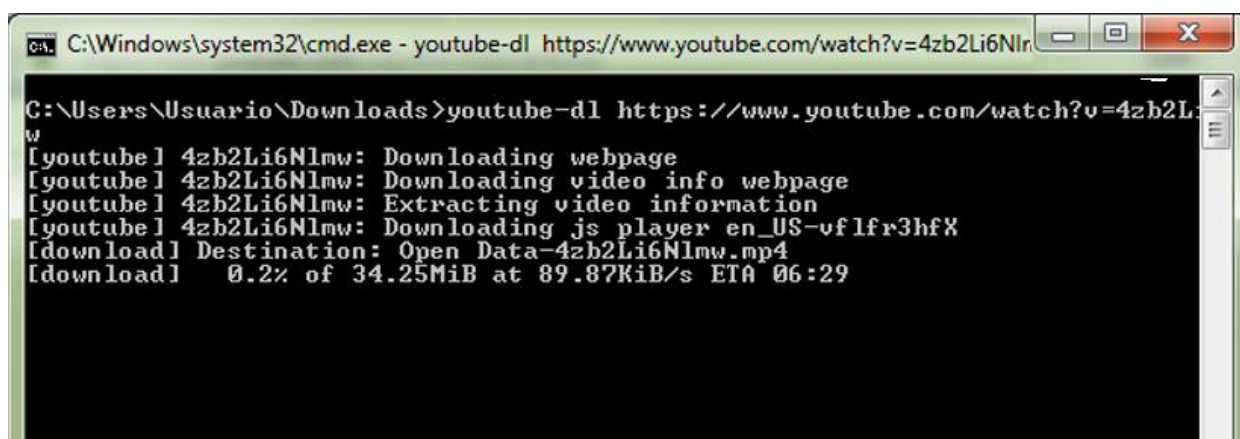 C:\Windows\system32\cmd.exe - youtube-dl https://www.youtube.com/watch?v=4zb2Li6Nlr
C:\Users\Usuario\Downloads>youtube-dl https://www.youtube.com/watch?v=4zb2Li
w
[youtube] 4zb2Li6Nlmw: Downloading webpage
[youtube] 4zb2Li6Nlmw: Downloading video info webpage
[youtube] 4zb2Li6Nlmw: Extracting video information
[youtube] 4zb2Li6Nlmw: Downloading js player en_US-vflfr3hfX
[download] Destination: Open Data-4zb2Li6Nlmw.mp4
[download]   0.2% of 34.25MiB at 89.87KiB/s ETA 06:29